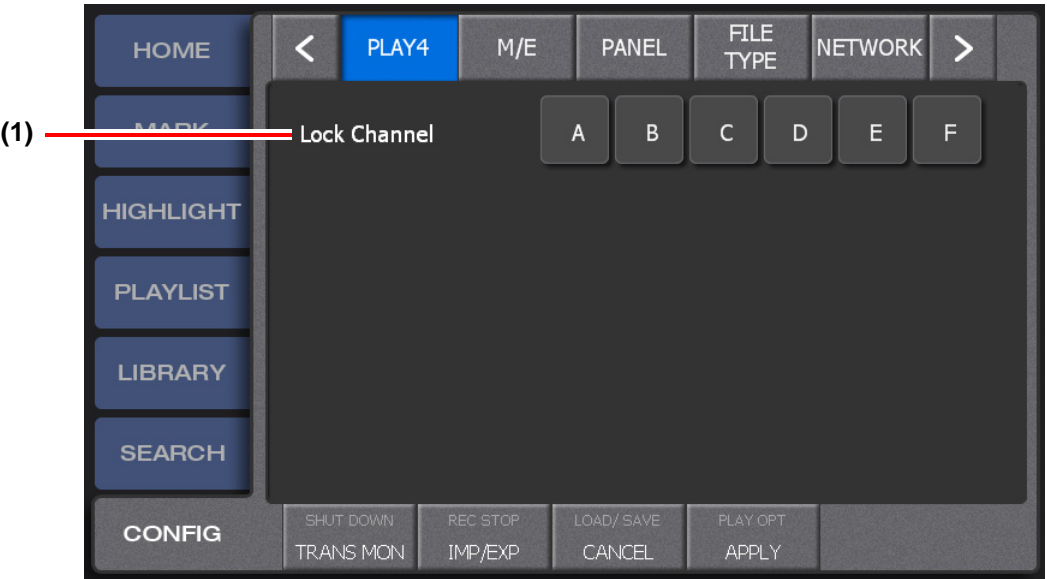 HOME
PLAY4
M/E
PANEL
FILE
TYPE
NETWORK
(1)
MARK
Lock Channel
A
B
C
D
E
F
HIGHLIGHT
PLAYLIST
LIBRARY
SEARCH
CONFIG
SHUT DOWN
TRANS MON
REC STOP
IMP/EXP
LOAD/ SAVE
CANCEL
PLAY OPT
APPLY